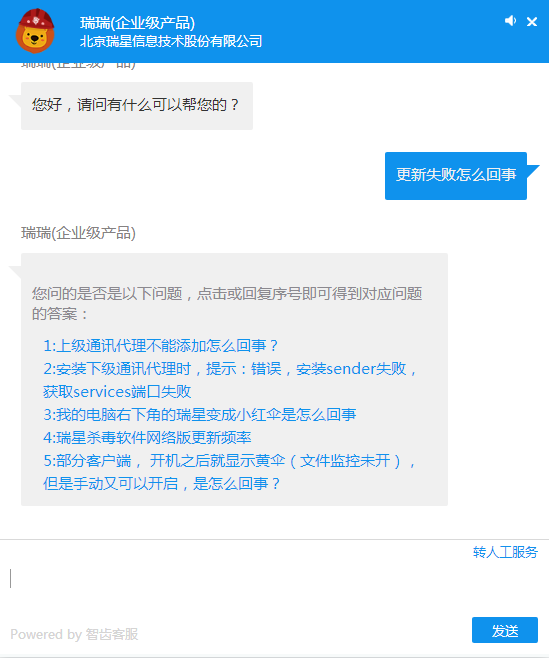 瑞瑞(企业级产品)
北京瑞星信息技术股份有限公司
瑞瑞(企业级产品)
您好，请问有什么可以帮您的？
更新失败怎么回事
瑞瑞(企业级产品)
您问的是否是以下问题，点击或回复序号即可得到对应问题
的答案：
1:上级通讯代理不能添加怎么回事？
2:安装下级通讯代理时，提示：错误，安装sender失败，
获取services端口失败
3:我的电脑右下角的瑞星变成小红伞是怎么回事
4:瑞星杀毒软件网络版更新频率
5:部分客户端， 开机之后就显示黄伞（文件监控未开），
但是手动又可以开启，是怎么回事？
转人工服务
Powered by 智齿客服
发送